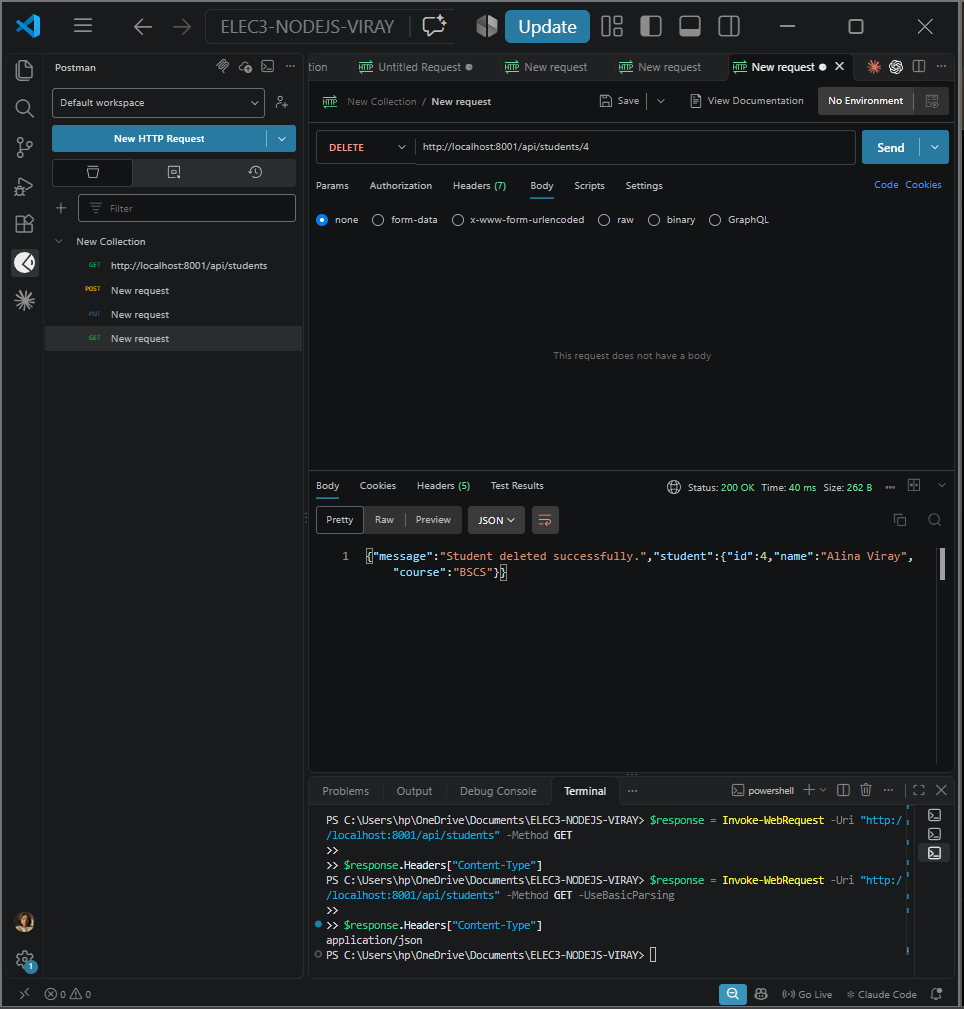 ELEC3-NODEJS-VIRAY
Update
Postman
Default workspace
New HTTP Request
Filter
New Collection
GET http://localhost:8001/api/students
POST New request
PUT New request
GET New request
tion
HTTP Untitled Request
HTTP New request
HTTP New request
HTTP New request
HTTP New Collection / New request
Save
View Documentation
No Environment
DELETE
http://localhost:8001/api/students/4
Send
Params Authorization Headers (7) Body Scripts Settings
Code Cookies
none form-data x-www-form-urlencoded raw binary GraphQL
This request does not have a body
Body Cookies Headers (5) Test Results
Status: 200 OK Time: 40 ms Size: 262 B
Pretty Raw Preview JSON
1 {"message":"Student deleted successfully.","student":{"id":4,"name":"Alina Viray",
"course":"BSCS"}}
Problems Output Debug Console Terminal
powershell
PS C:\Users\hp\OneDrive\Documents\ELEC3-NODEJS-VIRAY> $response = Invoke-WebRequest -Uri "http:/
/localhost:8001/api/students" -Method GET
>>
>> $response.Headers["Content-Type"]
PS C:\Users\hp\OneDrive\Documents\ELEC3-NODEJS-VIRAY> $response = Invoke-WebRequest -Uri "http:/
/localhost:8001/api/students" -Method GET -UseBasicParsing
>>
>> $response.Headers["Content-Type"]
application/json
PS C:\Users\hp\OneDrive\Documents\ELEC3-NODEJS-VIRAY>
1
0 0
Go Live
Claude Code